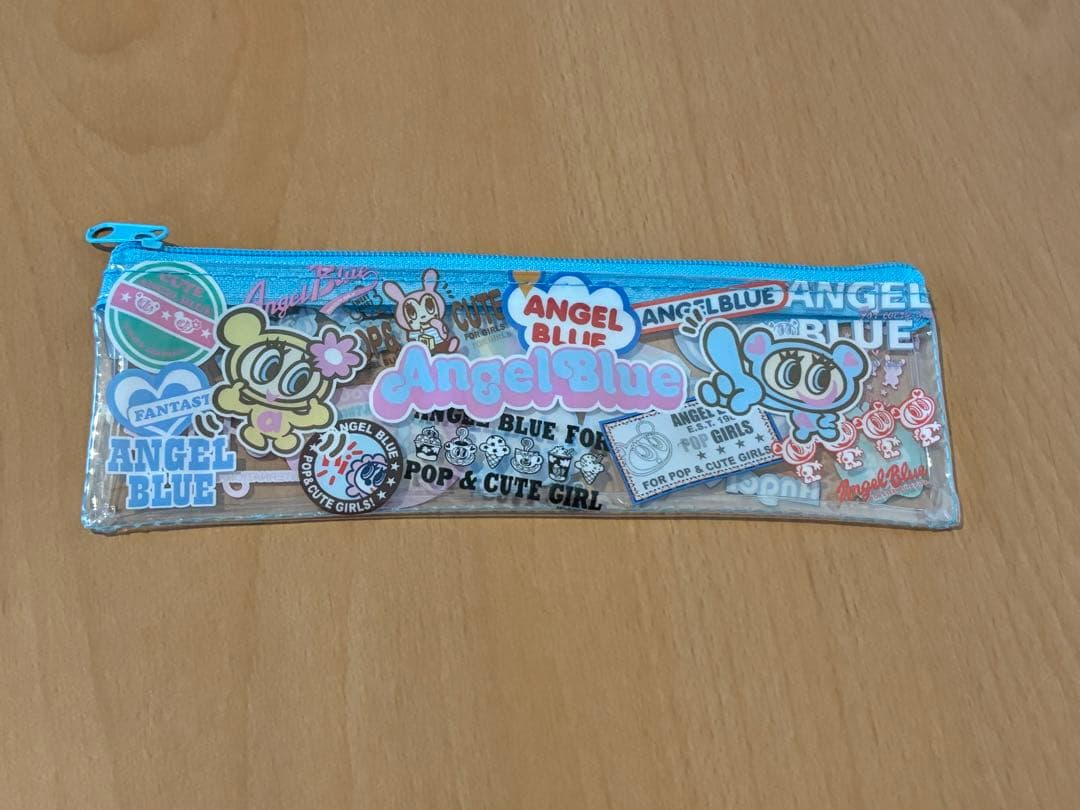 CUTE
Angel Blue
CUTE
FOR GIRLS
ANGEL
BLUE
ANGELBLUE
ANGEL
BLUE
Angel Blue
FANTAST
ANGEL
BLUE
ANGEL BLUE
POP & CUTE GIRLS!
ANGEL BLUE FOR
POP & CUTE GIRL
ANGEL
E.S.T.
POP GIRLS
FOR POP & CUTE GIRLS
Angel Blue